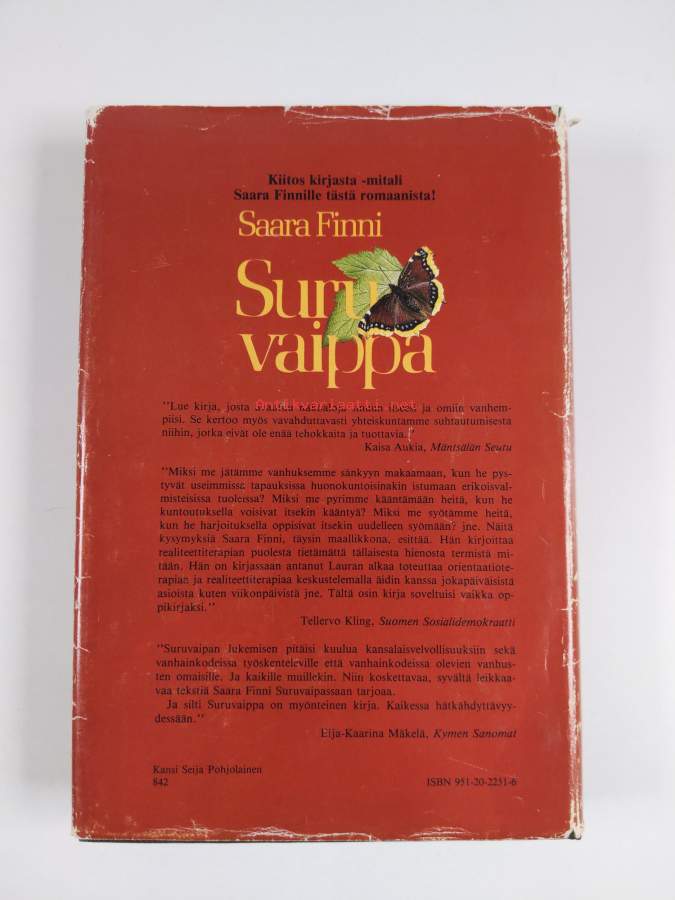 Kiitos kirjasta -mitali
Saara Finnille tästä romaanista!
Saara Finni
Suru
vaippa
Antikvariaatti.net
"Lue kirja, josta avautuu näköaloja sinuun itseesi ja omiin vanhem-
piisi. Se kertoo myös vavahduttavasti yhteiskuntamme suhtautumisesta
niihin, jotka eivät ole enää tehokkaita ja tuottavia."
Kaisa Aukia, Mäntsälän Seutu
"Miksi me jätämme vanhuksemme sänkyyn makaamaan, kun he pys-
tyvät useimmissa tapauksissa huonokuntoisinakin istumaan erikoisval-
misteisissa tuoleissa? Miksi me pyrimme kääntämään heitä, kun he
kuntoutuksella voisivat itsekin kääntyä? Miksi me syötämme heitä,
kun he harjoituksella oppisivat itsekin uudelleen syömään? jne. Näitä
kysymyksiä Saara Finni, täysin maallikkona, esittää. Hän kirjoittaa
realiteettiterapian puolesta tietämättä tällaisesta hienosta termistä mi-
tään. Hän on kirjassaan antanut Lauran alkaa toteuttaa orientaatiote-
rapiaa ja realiteettiterapiaa keskustelemalla äidin kanssa jokapäiväisistä
asioista kuten viikonpäivistä jne. Tältä osin kirja soveltuisi vaikka op-
pikirjaksi."
Tellervo Kling, Suomen Sosialidemokraatti
"Suruvaipan lukemisen pitäisi kuulua kansalaisvelvollisuuksiin sekä
vanhainkodeissa työskenteleville että vanhainkodeissa olevien vanhus-
ten omaisille. Ja kaikille muillekin. Niin koskettavaa, syvältä leikkaa-
vaa tekstiä Saara Finni Suruvaipassaan tarjoaa.
Ja silti Suruvaippa on myönteinen kirja. Kaikessa hätkähdyttävyy-
dessään."
Eija-Kaarina Mäkelä, Kymen Sanomat
Kansi Seija Pohjolainen
842
ISBN 951-20-2251-6